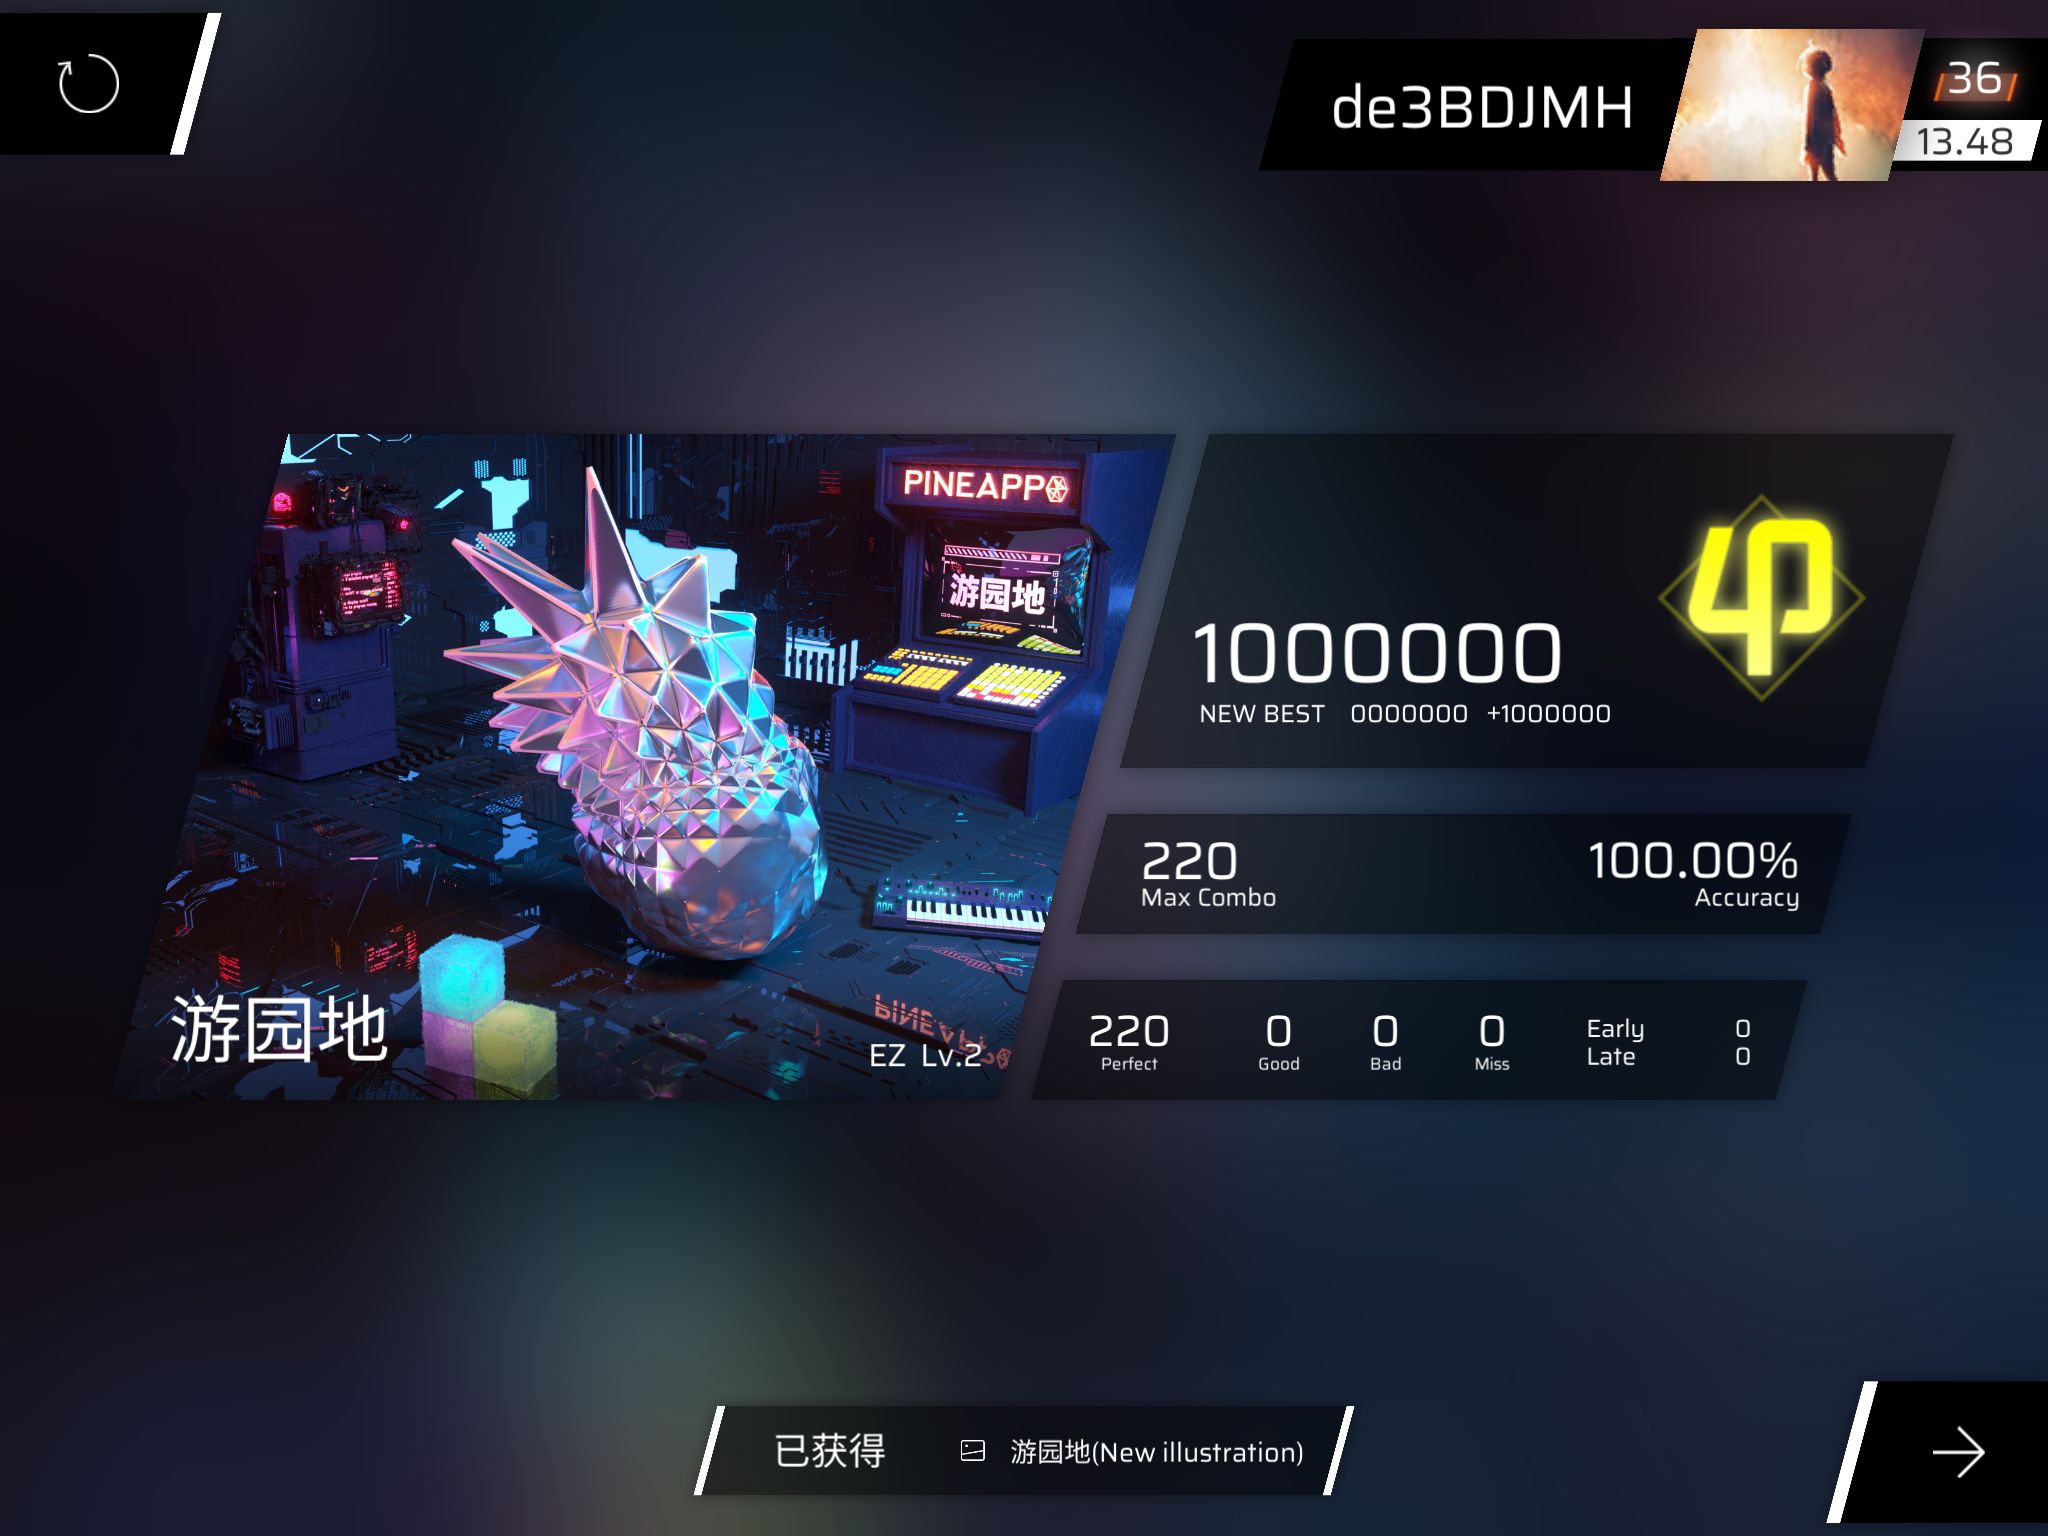 de3BDJMH
36
13.48
PINEAPP
游园地
游园地
EZ Lv.2
1000000
NEW BEST 0000000 +1000000
220
Max Combo
100.00%
Accuracy
220
Perfect
0
Good
0
Bad
0
Miss
Early 0
Late 0
已获得 游园地(New illustration)